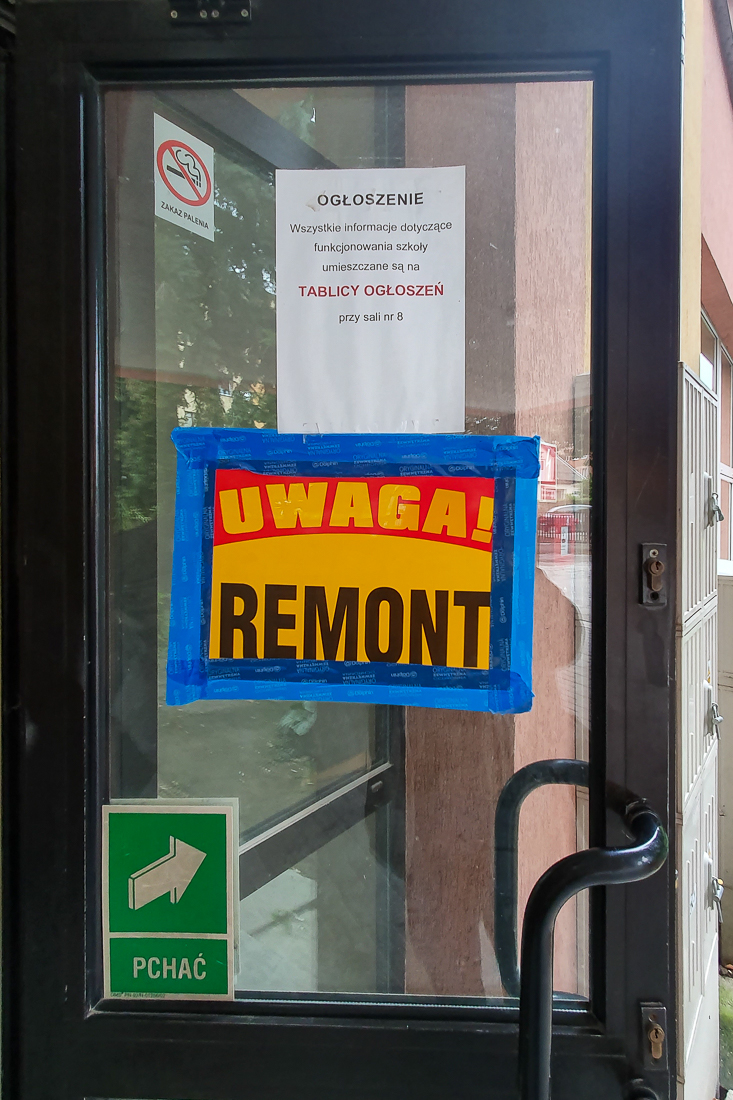 ZAKAZ PALENIA
OGŁOSZENIE
Wszystkie informacje dotyczące
funkcjonowania szkoły
umieszczane są na
TABLICY OGŁOSZEŃ
przy sali nr 8
UWAGA!
REMONT
PCHAĆ